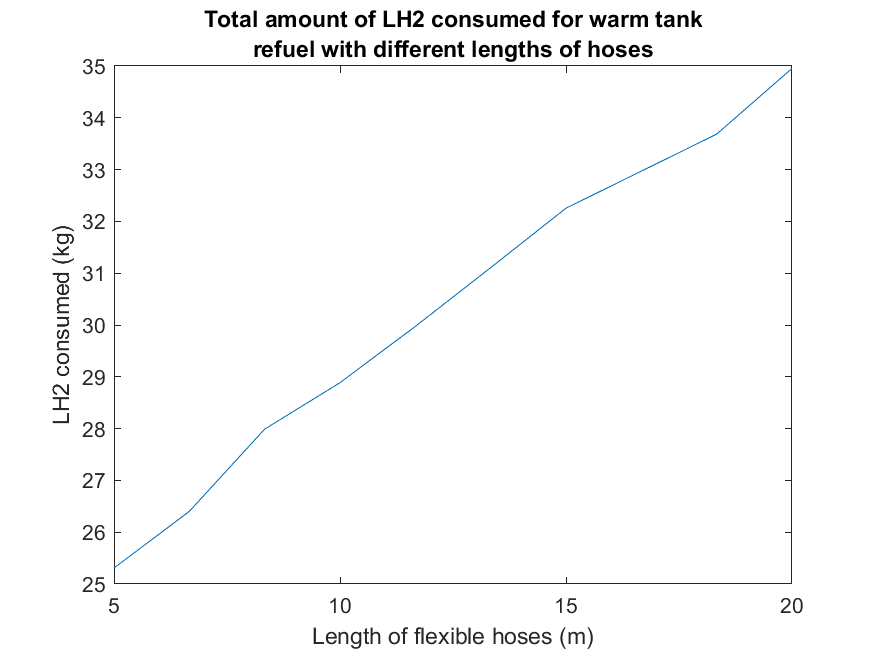 Total amount of LH2 consumed for warm tank
refuel with different lengths of hoses
35
34
33
32
31
30
29
28
27
26
25
LH2 consumed (kg)
5 10 15 20
Length of flexible hoses (m)